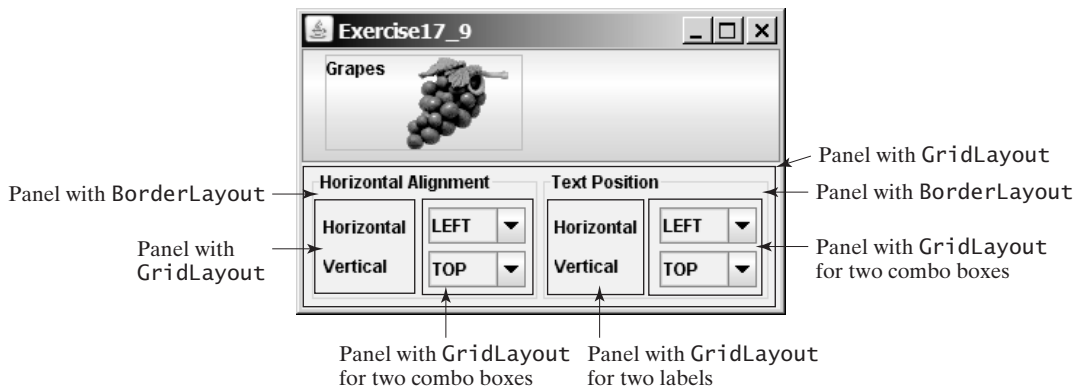 Exercise17_9
Grapes
Panel with GridLayout
Horizontal Alignment
Text Position
Panel with BorderLayout
Panel with BorderLayout
Horizontal
LEFT
Horizontal
LEFT
Panel with
GridLayout
Panel with GridLayout
for two combo boxes
Vertical
TOP
Vertical
TOP
Panel with GridLayout
for two combo boxes
Panel with GridLayout
for two labels